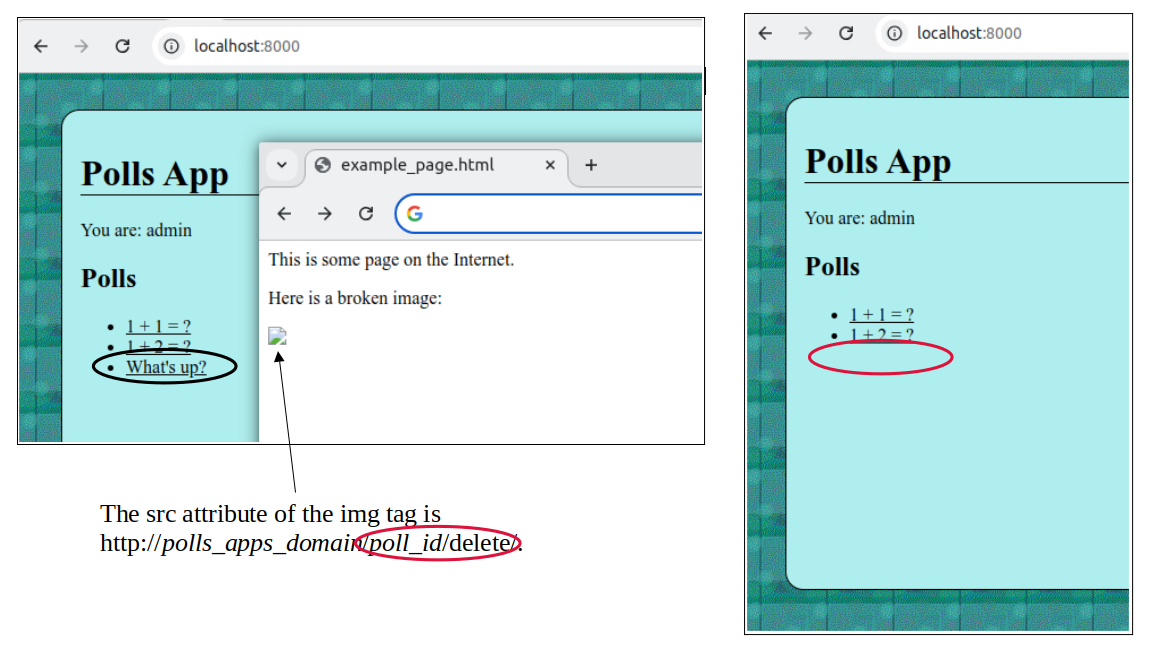 localhost:8000
Polls App
You are: admin
Polls
1 + 1 = ?
1 + 2 = ?
What's up?
example_page.html
This is some page on the Internet.
Here is a broken image:
The src attribute of the img tag is
http://polls_apps_domain/poll_id/delete/.
localhost:8000
Polls App
You are: admin
Polls
1 + 1 = ?
1 + 2 = ?